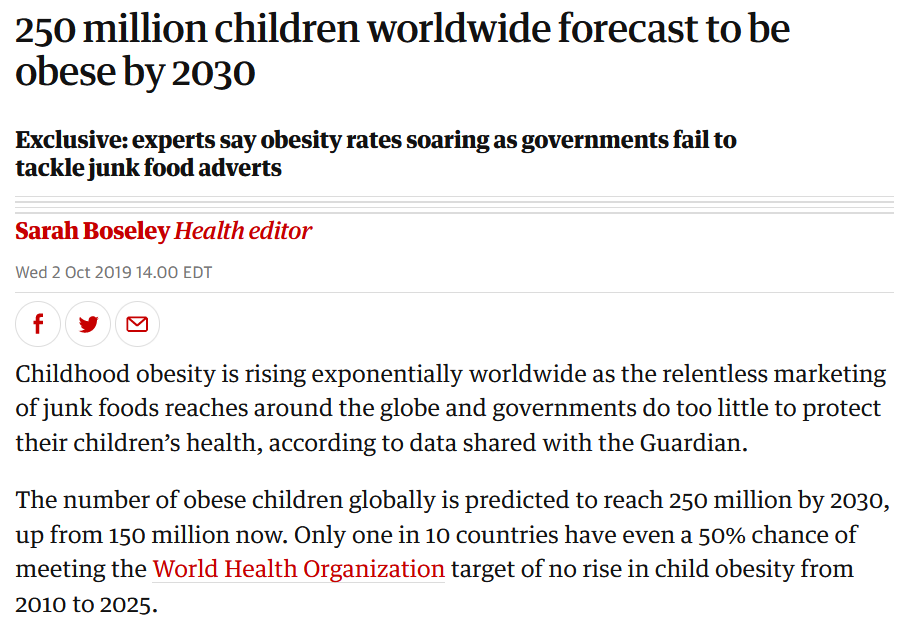 250 million children worldwide forecast to be
obese by 2030
Exclusive: experts say obesity rates soaring as governments fail to
tackle junk food adverts
Sarah Boseley Health editor
Wed 2 Oct 2019 14.00 EDT
Childhood obesity is rising exponentially worldwide as the relentless marketing
of junk foods reaches around the globe and governments do too little to protect
their children’s health, according to data shared with the Guardian.
The number of obese children globally is predicted to reach 250 million by 2030,
up from 150 million now. Only one in 10 countries have even a 50% chance of
meeting the World Health Organization target of no rise in child obesity from
2010 to 2025.